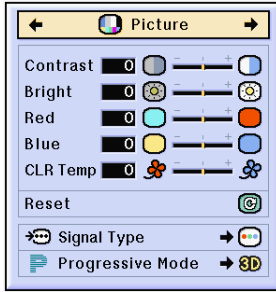 Picture
Contrast 0 - +
Bright 0 - +
Red 0 - +
Blue 0 - +
CLR Temp 0 - +
Reset
Signal Type
P Progressive Mode 3D